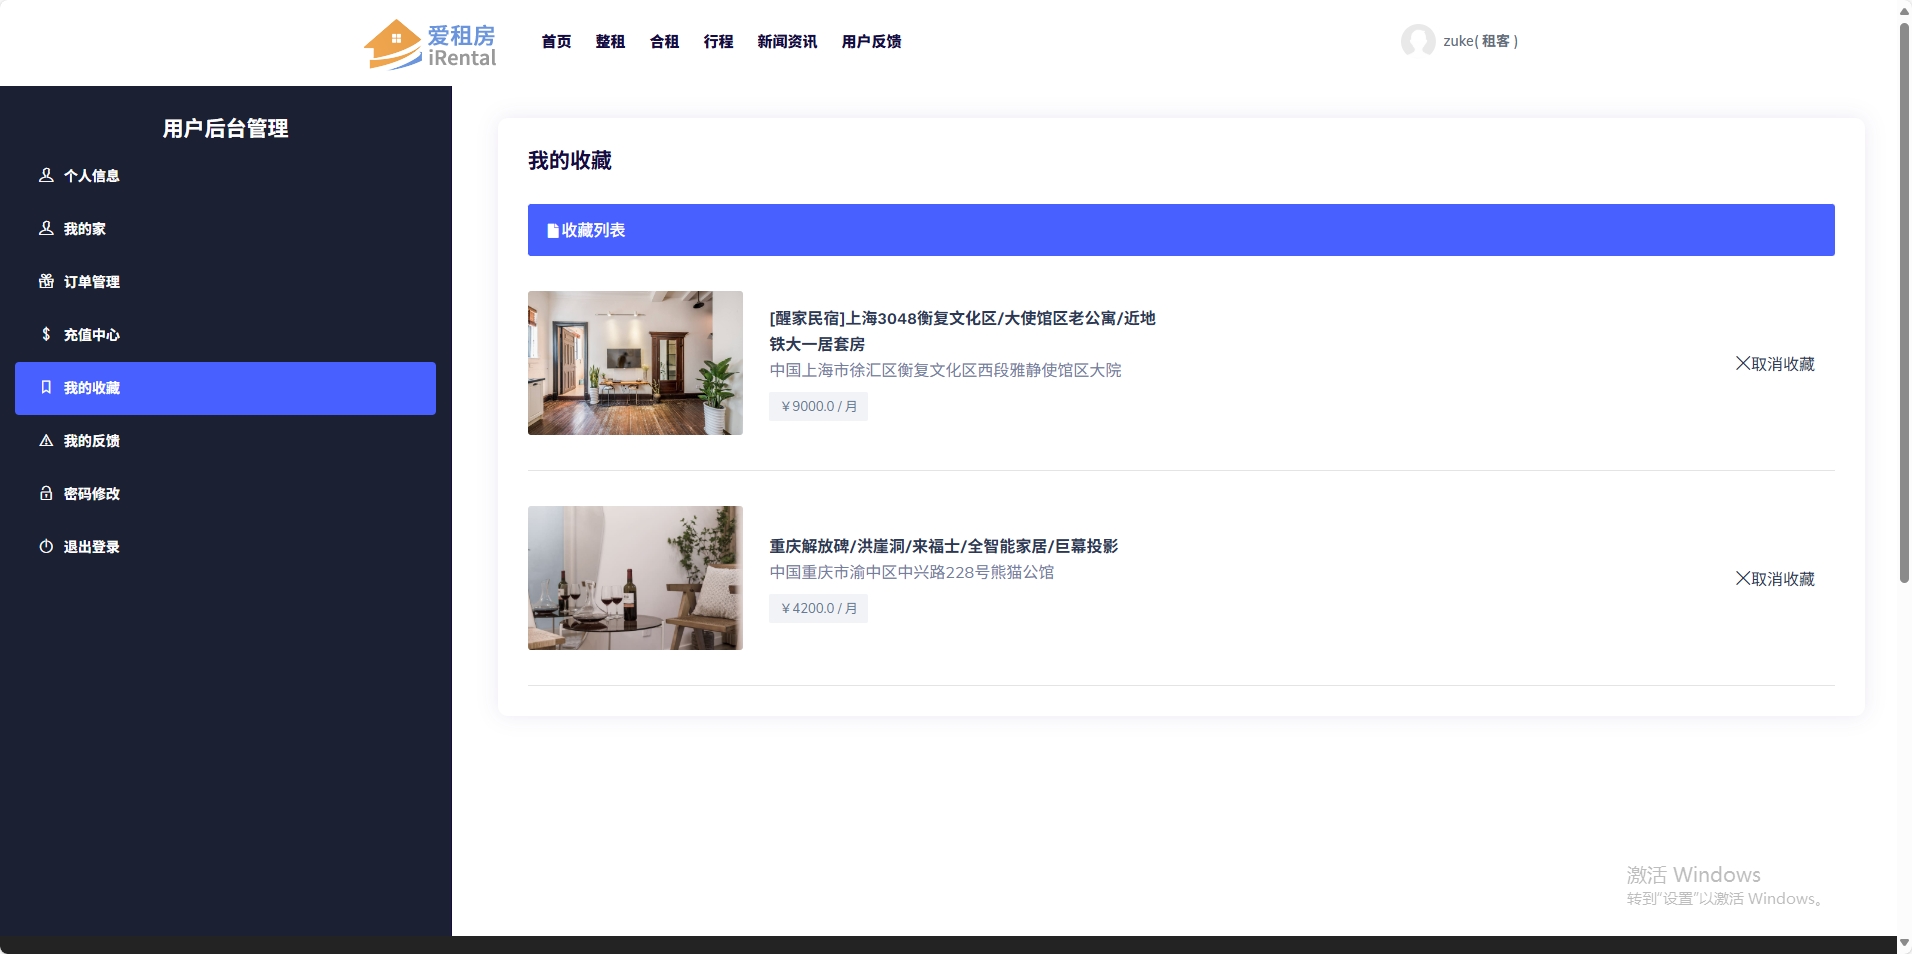 爱租房
iRental
首页 整租 合租 行程 新闻资讯 用户反馈
zuke( 租客 )
用户后台管理
个人信息
我的家
订单管理
充值中心
我的收藏
我的反馈
密码修改
退出登录
我的收藏
收藏列表
[醒家民宿]上海3048衡复文化区/大使馆区老公寓/近地
铁大一居套房
中国上海市徐汇区衡复文化区西段雅静使馆区大院
￥9000.0 / 月
取消收藏
重庆解放碑/洪崖洞/来福士/全智能家居/巨幕投影
中国重庆市渝中区中兴路228号熊猫公馆
￥4200.0 / 月
取消收藏
激活 Windows
转到“设置”以激活 Windows。